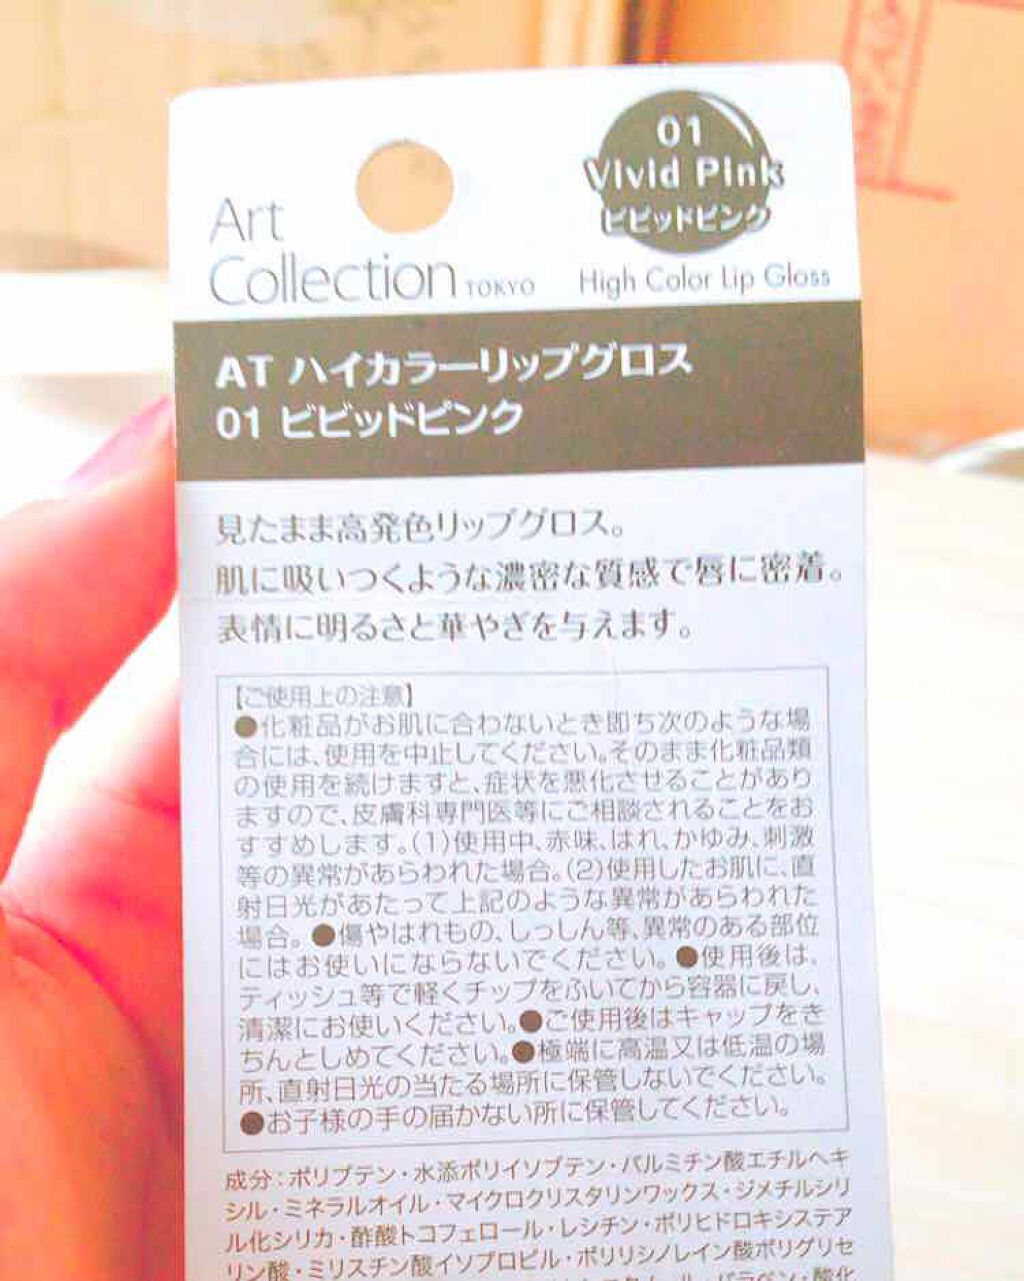 01
Vivid Pink
ビビッドピンク
Art
Collection TOKYO
High Color Lip Gloss
AT ハイカラーリップグロス
01 ビビッドピンク
見たまま高発色リップグロス。
肌に吸いつくような濃密な質感で唇に密着。
表情に明るさと華やぎを与えます。
【ご使用上の注意】
●化粧品がお肌に合わないとき即ち次のような場
合には、使用を中止してください。そのまま化粧品類
の使用を続けますと、症状を悪化させることがあり
ますので、皮膚科専門医等にご相談されることをお
すすめします。(1)使用中、赤味、はれ、かゆみ、刺激
等の異常があらわれた場合。(2)使用したお肌に、直
射日光があたって上記のような異常があらわれた
場合。●傷やはれもの、しっしん等、異常のある部位
にはお使いにならないでください。●使用後は、
ティッシュ等で軽くチップをふいてから容器に戻し、
清潔にお使いください。●ご使用後はキャップをき
ちんとしめてください。●極端に高温又は低温の場
所、直射日光の当たる場所に保管しないでください。
●お子様の手の届かない所に保管してください。
成分：ポリブテン・水添ポリイソブテン・パルミチン酸エチルヘキ
シル・ミネラルオイル・マイクロクリスタリンワックス・ジメチルシリ
ル化シリカ・酢酸トコフェロール・レシチン・ポリヒドロキシステア
リン酸・ミリスチン酸イソプロピル・ポリリシノレイン酸ポリグリセ
パラベン・酸化